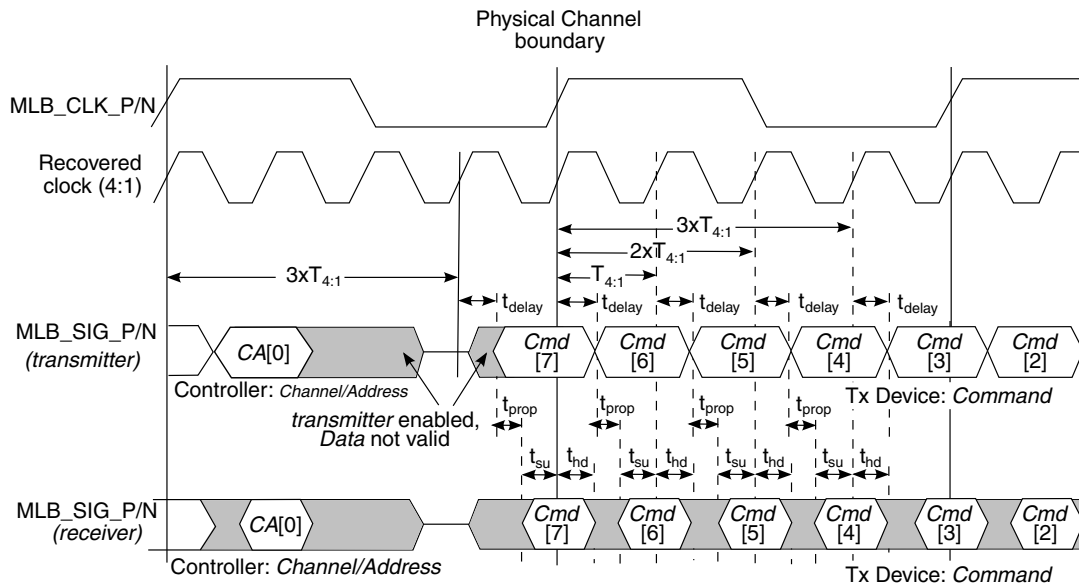 Physical Channel
boundary
MLB_CLK_P/N
Recovered
clock (4:1)
3xT4:1
2xT4:1
3xT4:1
T4:1
tdelay
tdelay
tdelay
tdelay
tdelay
MLB_SIG_P/N
(transmitter)
CA[0]
Cmd
[7]
Cmd
[6]
Cmd
[5]
Cmd
[4]
Cmd
[3]
Cmd
[2]
Controller: Channel/Address
Tx Device: Command
transmitter enabled,
Data not valid
tprop
tprop
tprop
tprop
tsu
thd
tsu
thd
tsu
thd
tsu
thd
MLB_SIG_P/N
(receiver)
CA[0]
Cmd
[7]
Cmd
[6]
Cmd
[5]
Cmd
[4]
Cmd
[3]
Cmd
[2]
Controller: Channel/Address
Tx Device: Command